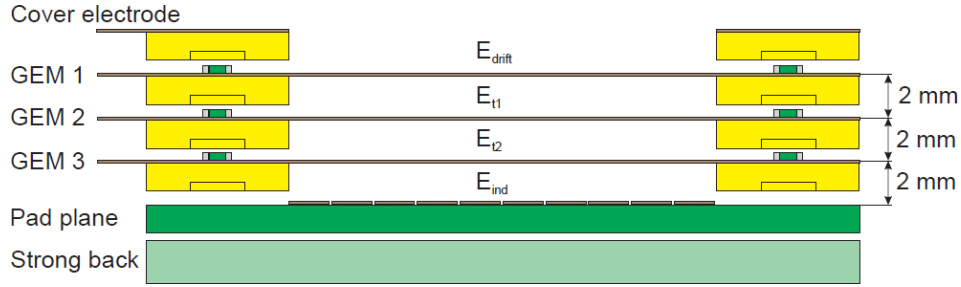 Cover electrode
E_drift
GEM 1
E_t1
2 mm
GEM 2
E_t2
2 mm
GEM 3
E_ind
2 mm
Pad plane
Strong back